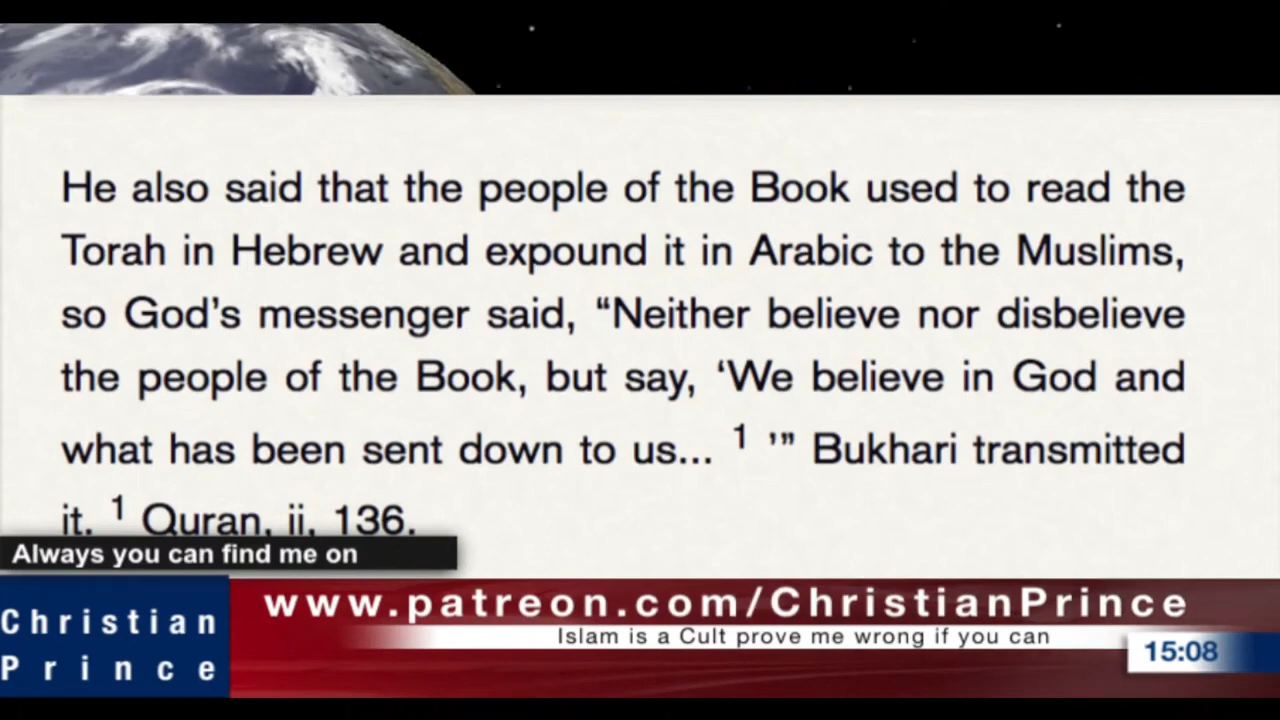 He also said that the people of the Book used to read the
Torah in Hebrew and expound it in Arabic to the Muslims,
so God's messenger said, “Neither believe nor disbelieve
the people of the Book, but say, ‘We believe in God and
what has been sent down to us... 1 ’” Bukhari transmitted
it. 1 Quran, ii, 136.
Always you can find me on
Christian
Prince
www.patreon.com/ChristianPrince
Islam is a Cult prove me wrong if you can
15:08